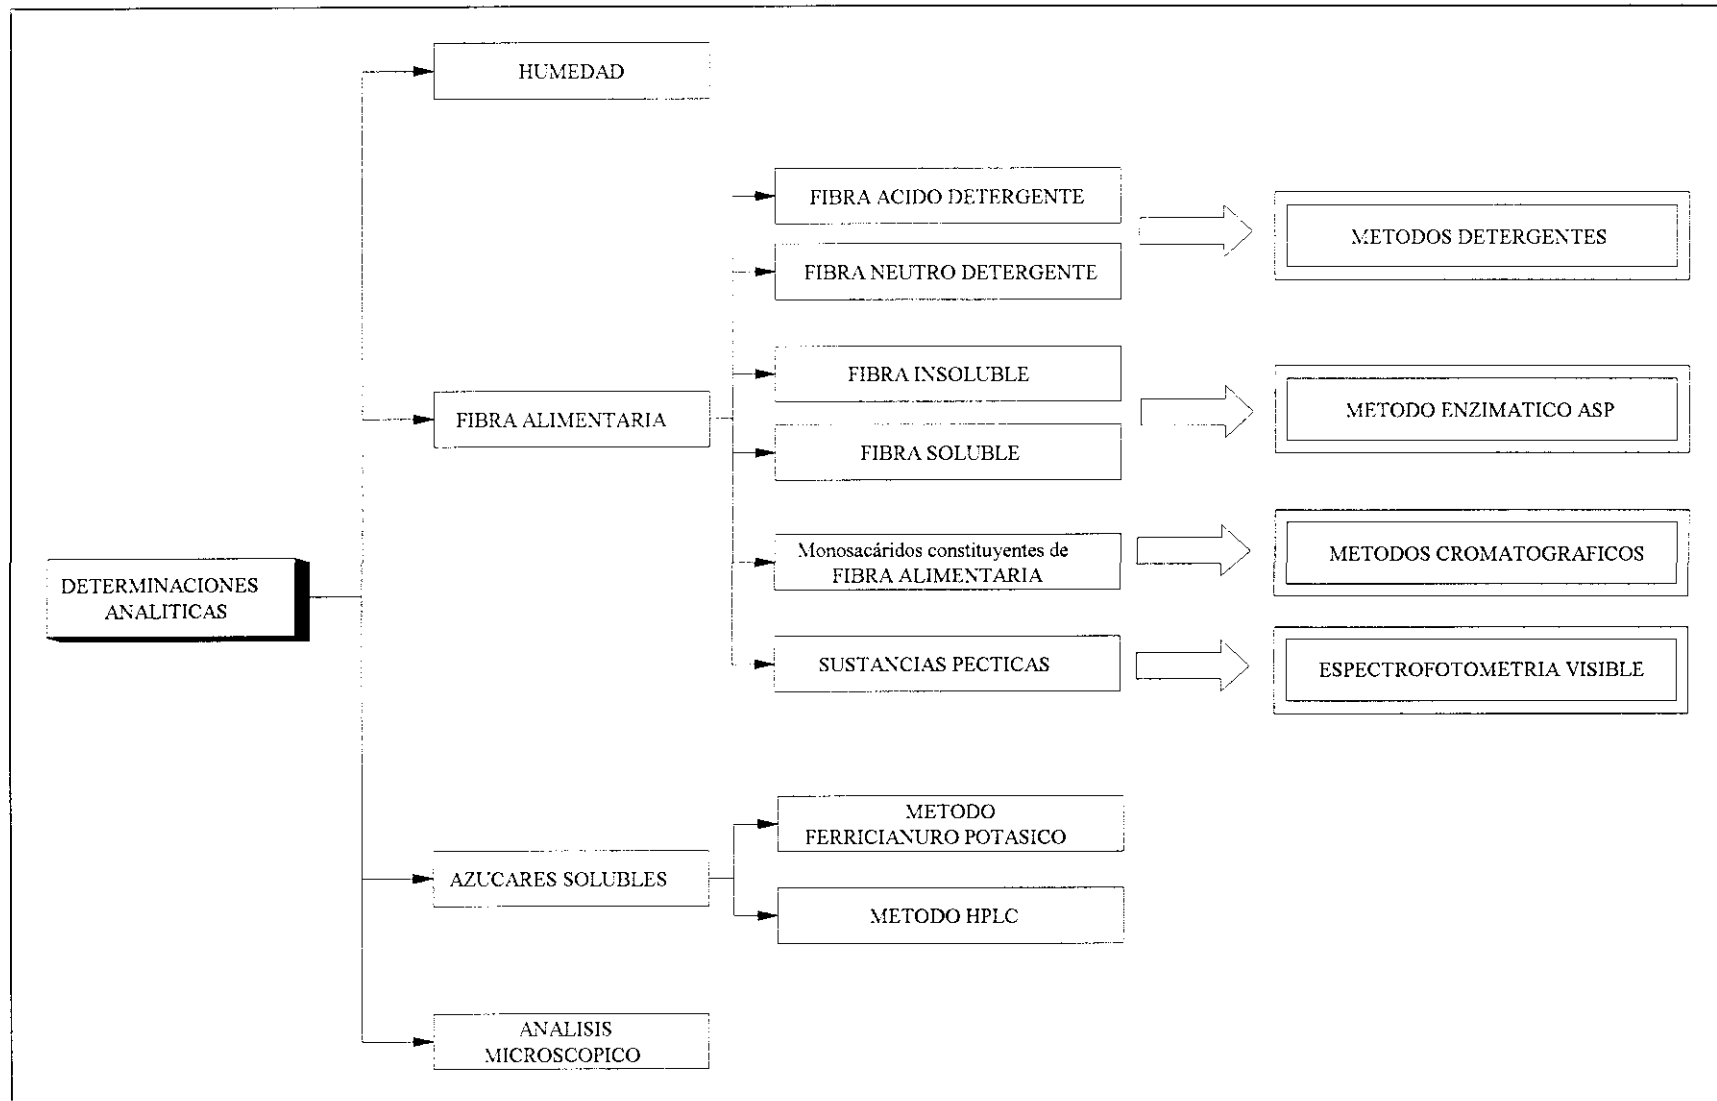 HUMEDAD
FIBRA ACIDO DETERGENTE
METODOS DETERGENTES
FIBRA NEUTRO DETERGENTE
FIBRA INSOLUBLE
METODO ENZIMATICO ASP
FIBRA ALIMENTARIA
FIBRA SOLUBLE
Monosacáridos constituyentes de
FIBRA ALIMENTARIA
METODOS CROMATOGRAFICOS
DETERMINACIONES
ANALITICAS
SUSTANCIAS PECTICAS
ESPECTROFOTOMETRIA VISIBLE
METODO
FERRICIANURO POTASICO
AZUCARES SOLUBLES
METODO HPLC
ANALISIS
MICROSCOPICO